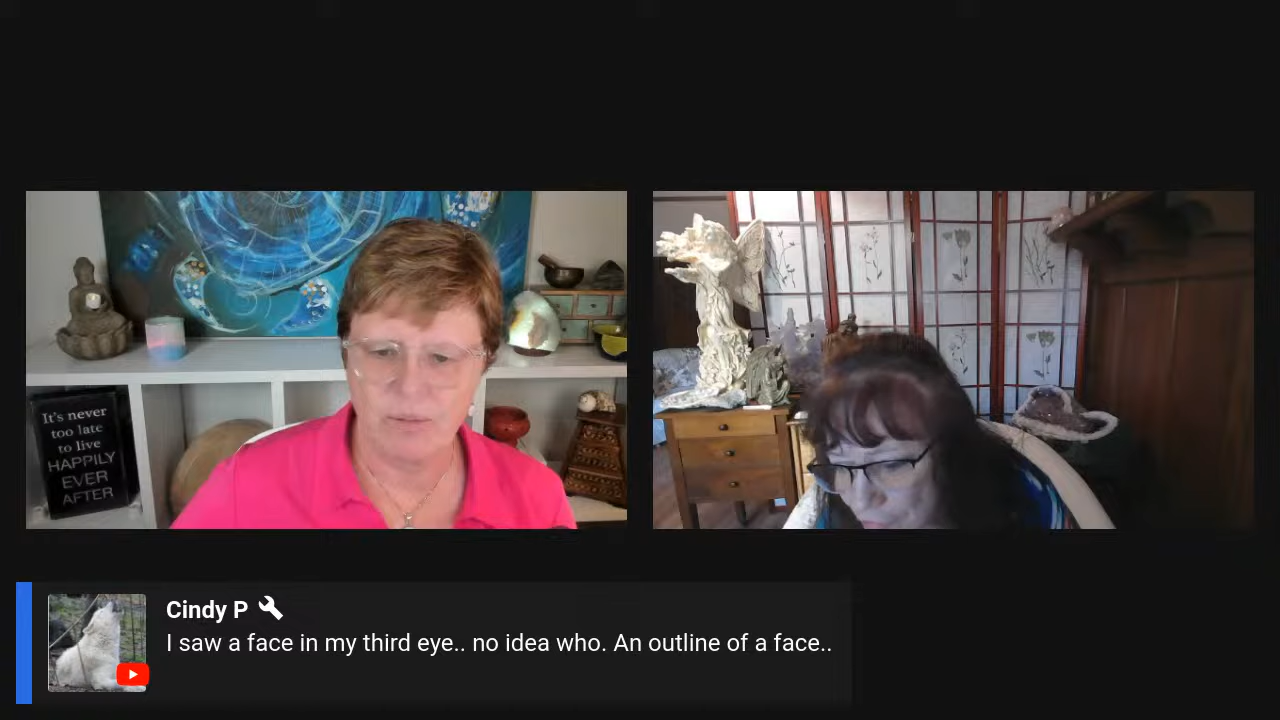 It's never
too late
to live
HAPPILY
EVER
AFTER
Cindy P
I saw a face in my third eye.. no idea who. An outline of a face..